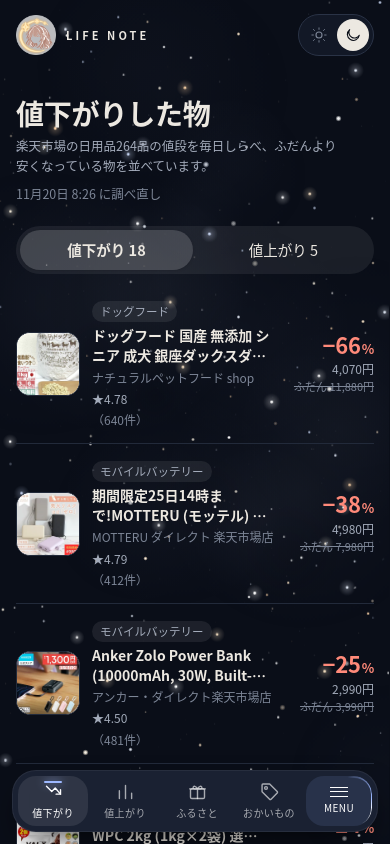 LIFE NOTE
値下がりした物
楽天市場の日用品264品の値段を毎日しらべ、ふだんより
安くなっている物を並べています。
11月20日 8:26 に調べ直し
値下がり 18
値上がり 5
ドッグフード
ドッグフード 国産 無添加 シ
ニア 成犬 銀座ダックスダ…
ナチュラルペットフード shop
★4.78
（640件）
−66%
4,070円
ふだん 11,880円
モバイルバッテリー
期間限定25日14時ま
で!MOTTERU (モッテル) …
MOTTERU ダイレクト 楽天市場店
★4.79
（412件）
−38%
4,980円
ふだん 7,980円
モバイルバッテリー
Anker Zolo Power Bank
(10000mAh, 30W, Built-…
アンカー・ダイレクト楽天市場店
★4.50
（481件）
−25%
2,990円
ふだん 3,990円
1,300円
値下がり
値上がり
ふるさと
おかいもの
MENU
WPC 2kg (1kg×2袋) 選…